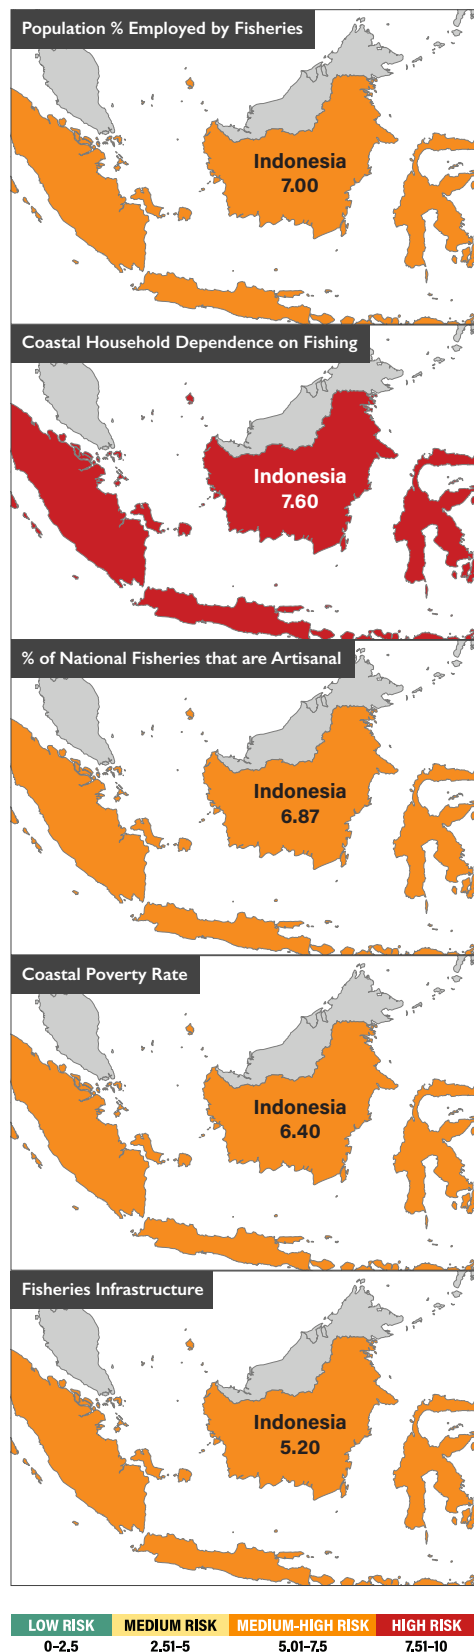 Population % Employed by Fisheries
Indonesia
7.00
Coastal Household Dependence on Fishing
Indonesia
7.60
% of National Fisheries that are Artisanal
Indonesia
6.87
Coastal Poverty Rate
Indonesia
6.40
Fisheries Infrastructure
Indonesia
5.20
LOW RISK MEDIUM RISK MEDIUM-HIGH RISK HIGH RISK
0–2.5 2.51–5 5.01–7.5 7.51–10